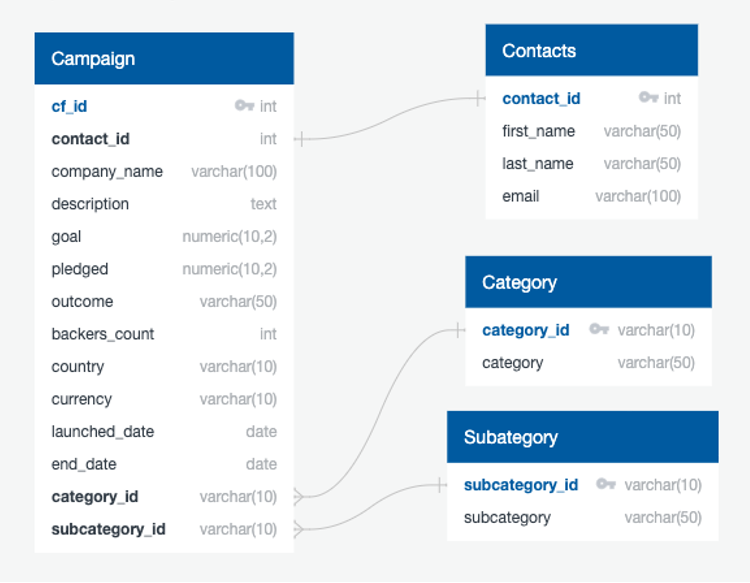 Campaign
cf_id int
contact_id int
company_name varchar(100)
description text
goal numeric(10,2)
pledged numeric(10,2)
outcome varchar(50)
backers_count int
country varchar(10)
currency varchar(10)
launched_date date
end_date date
category_id varchar(10)
subcategory_id varchar(10)
Contacts
contact_id int
first_name varchar(50)
last_name varchar(50)
email varchar(100)
Category
category_id varchar(10)
category varchar(50)
Subategory
subcategory_id varchar(10)
subcategory varchar(50)